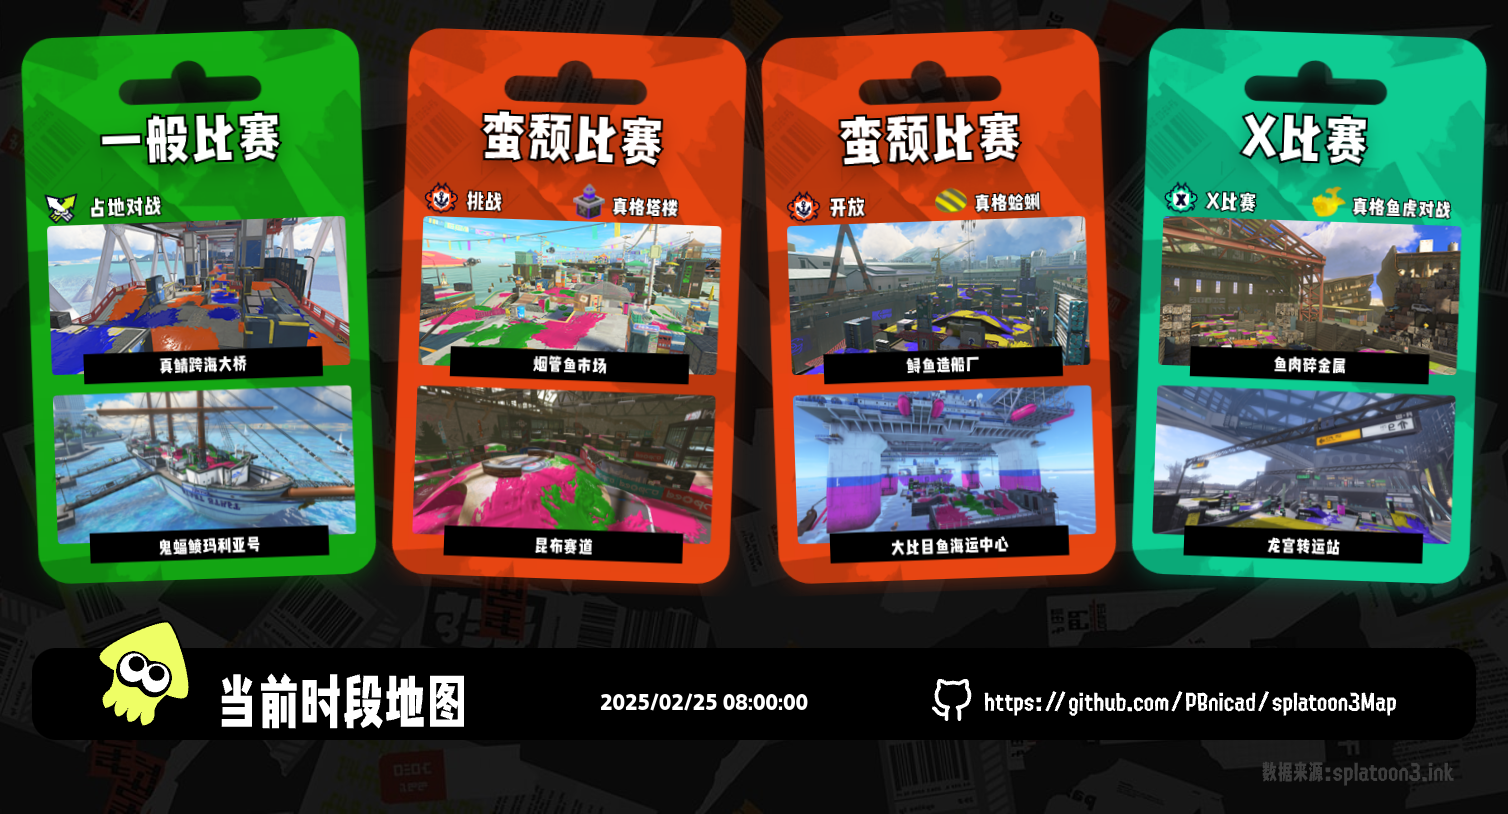 一般比赛
占地对战
真鲷跨海大桥
鬼蝠鲼玛利亚号
蛮颓比赛
挑战
真格塔楼
烟管鱼市场
昆布赛道
蛮颓比赛
开放
真格蛤蜊
鲟鱼造船厂
大比目鱼海运中心
X比赛
X比赛
真格鱼虎对战
鱼肉碎金属
龙宫转运站
当前时段地图
2025/02/25 08:00:00
https://github.com/PBnicad/splatoon3Map
数据来源:splatoon3.ink